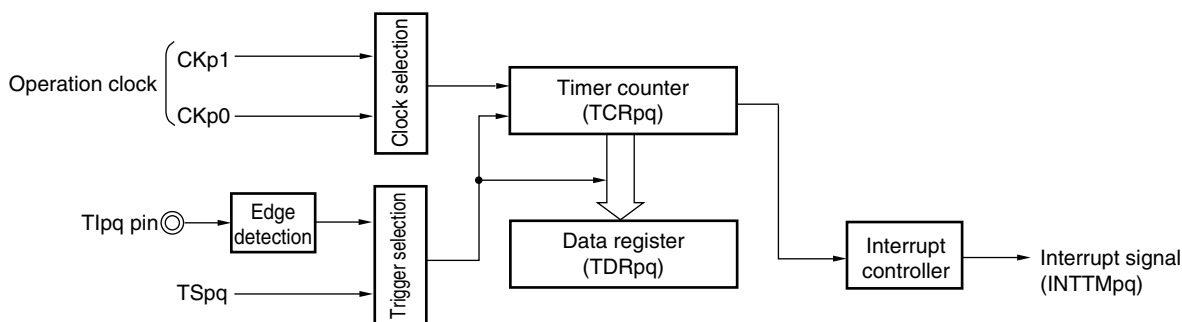 Operation clock
CKp1
CKp0
Clock selection
Timer counter
(TCRpq)
TIpq pin
Edge
detection
TSpq
Trigger selection
Data register
(TDRpq)
Interrupt
controller
Interrupt signal
(INTTMpq)